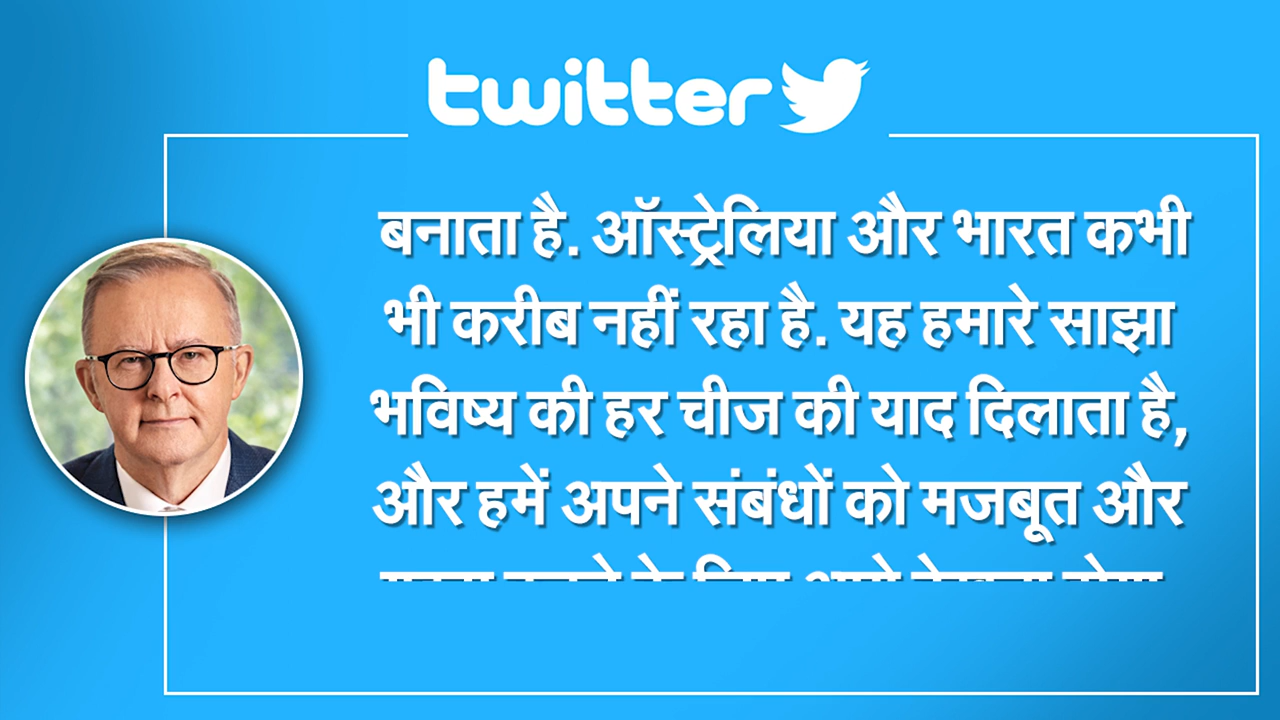 twitter
बनाता है. ऑस्ट्रेलिया और भारत कभी
भी करीब नहीं रहा है. यह हमारे साझा
भविष्य की हर चीज की याद दिलाता है,
और हमें अपने संबंधों को मजबूत और